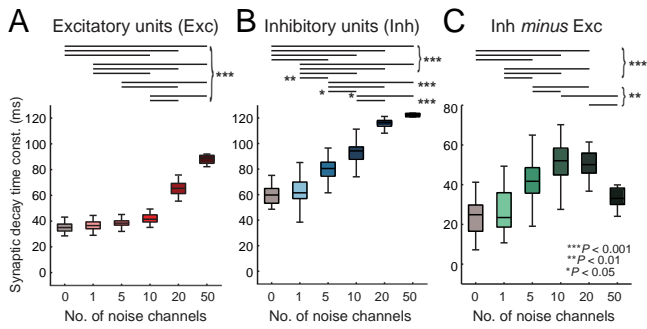 A Excitatory units (Exc)
***
Synaptic decay time const. (ms)
120
100
80
60
40
20
0
0 1 5 10 20 50
No. of noise channels
B Inhibitory units (Inh)
***
**
*
***
*
***
120
100
80
60
40
20
0
0 1 5 10 20 50
No. of noise channels
C Inh minus Exc
***
**
80
60
40
20
0
***P < 0.001
**P < 0.01
*P < 0.05
0 1 5 10 20 50
No. of noise channels